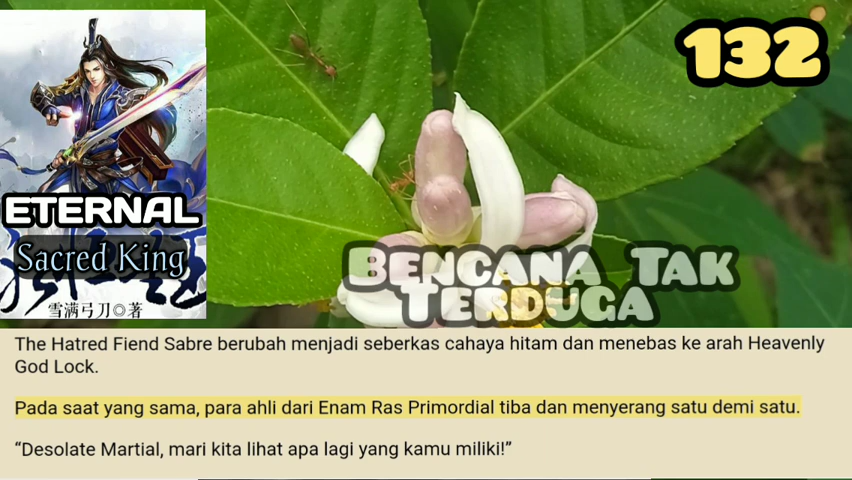 132
ETERNAL
Sacred King
雪满弓刀◎著
BENCANA TAK
TERDUGA
The Hatred Fiend Sabre berubah menjadi seberkas cahaya hitam dan menebas ke arah Heavenly
God Lock.
Pada saat yang sama, para ahli dari Enam Ras Primordial tiba dan menyerang satu demi satu.
“Desolate Martial, mari kita lihat apa lagi yang kamu miliki!”